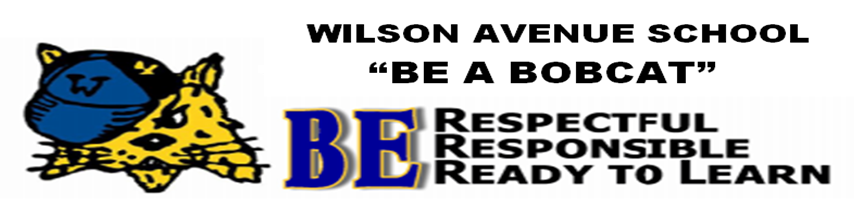 WILSON AVENUE SCHOOL
“BE A BOBCAT”
W
BE
RESPECTFUL
RESPONSIBLE
READY TO LEARN